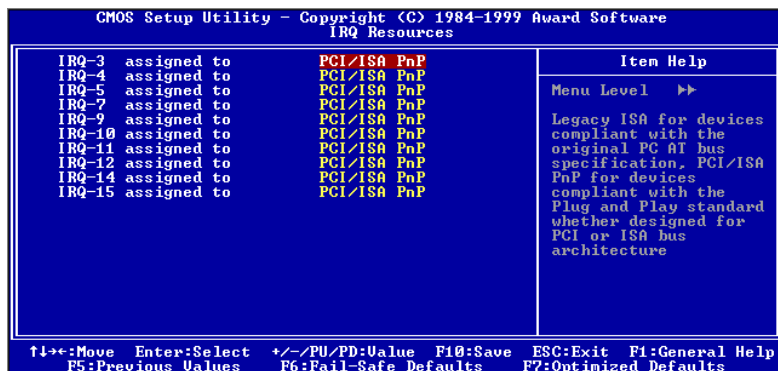 CMOS Setup Utility - Copyright (C) 1984-1999 Award Software
IRQ Resources
IRQ-3 assigned to PCI/ISA PnP
IRQ-4 assigned to PCI/ISA PnP
IRQ-5 assigned to PCI/ISA PnP
IRQ-7 assigned to PCI/ISA PnP
IRQ-9 assigned to PCI/ISA PnP
IRQ-10 assigned to PCI/ISA PnP
IRQ-11 assigned to PCI/ISA PnP
IRQ-12 assigned to PCI/ISA PnP
IRQ-14 assigned to PCI/ISA PnP
IRQ-15 assigned to PCI/ISA PnP
Item Help
Menu Level ▶▶
Legacy ISA for devices
compliant with the
original PC AT bus
specification, PCI/ISA
PnP for devices
compliant with the
Plug and Play standard
whether designed for
PCI or ISA bus
architecture
↑↓→←:Move Enter:Select +/-/PU/PD:Value F10:Save ESC:Exit F1:General Help
F5:Previous Values F6:Fail-Safe Defaults F7:Optimized Defaults